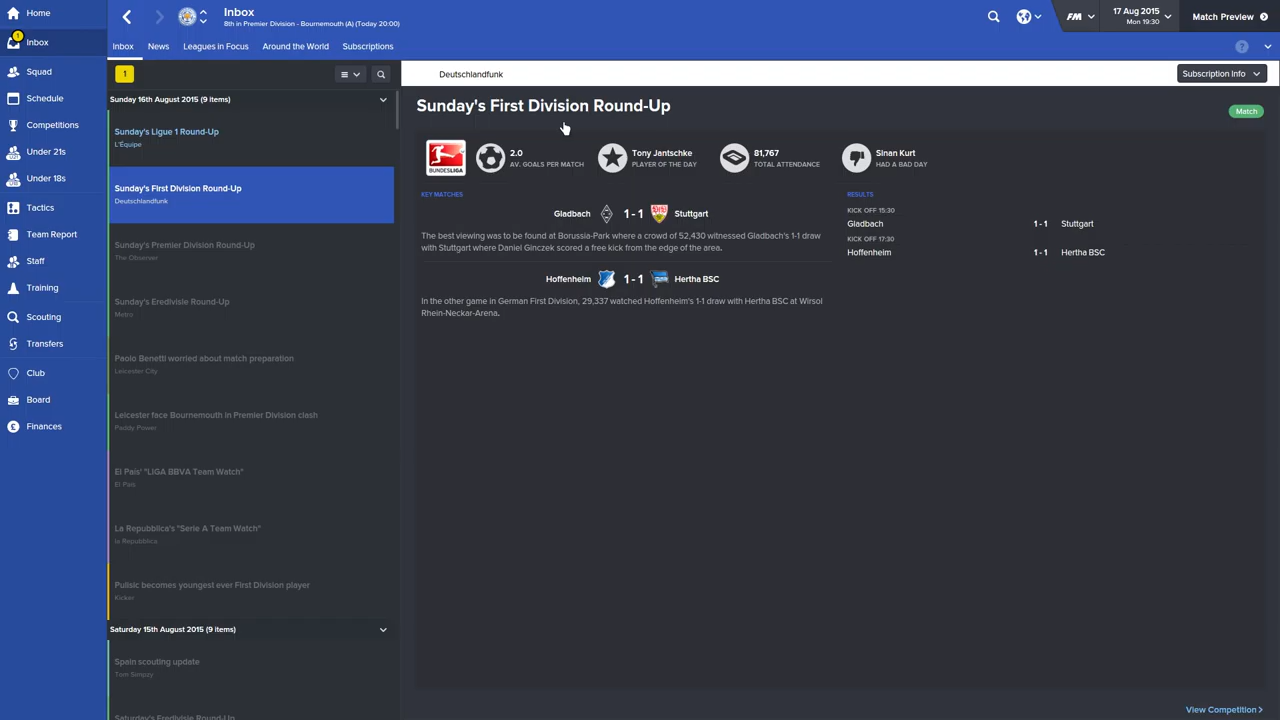 Home
1
Inbox
Squad
Schedule
Competitions
Under 21s
Under 18s
Tactics
Team Report
Staff
Training
Scouting
Transfers
Club
Board
Finances
Inbox
8th in Premier Division - Bournemouth (A) (Today 20:00)
FM
17 Aug 2015
Mon 19:30
Match Preview
Inbox
News
Leagues in Focus
Around the World
Subscriptions
?
1
Sunday 16th August 2015 (9 items)
Sunday's Ligue 1 Round-Up
L'Équipe
Sunday's First Division Round-Up
Deutschlandfunk
Sunday's Premier Division Round-Up
The Observer
Sunday's Eredivisie Round-Up
Metro
Paolo Benetti worried about match preparation
Leicester City
Leicester face Bournemouth in Premier Division clash
Paddy Power
El Pais' "LIGA BBVA Team Watch"
El Pais
La Repubblica's "Serie A Team Watch"
la Repubblica
Pulisic becomes youngest ever First Division player
Kicker
Saturday 15th August 2015 (9 items)
Spain scouting update
Tom Simpzy
Saturday's Eredivisie Round-Up
Deutschlandfunk
Subscription Info
Sunday's First Division Round-Up
Match
BUNDESLIGA
2.0
AV. GOALS PER MATCH
Tony Jantschke
PLAYER OF THE DAY
81,767
TOTAL ATTENDANCE
Sinan Kurt
HAD A BAD DAY
KEY MATCHES
Gladbach 1 - 1 Stuttgart
The best viewing was to be found at Borussia-Park where a crowd of 52,430 witnessed Gladbach's 1-1 draw
with Stuttgart where Daniel Ginczek scored a free kick from the edge of the area.
Hoffenheim 1 - 1 Hertha BSC
In the other game in German First Division, 29,337 watched Hoffenheim's 1-1 draw with Hertha BSC at Wirsol
Rhein-Neckar-Arena.
RESULTS
KICK OFF 15:30
Gladbach 1 - 1 Stuttgart
KICK OFF 17:30
Hoffenheim 1 - 1 Hertha BSC
View Competition